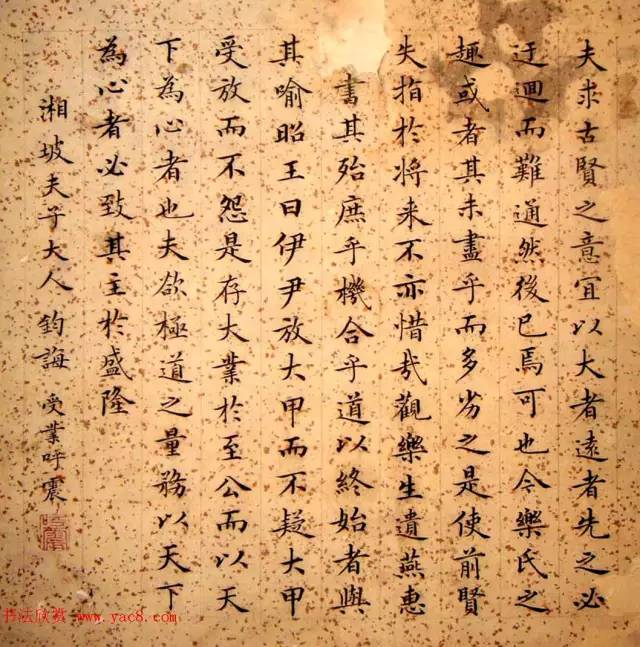 夫求古賢之意宜以大者遠者先之必
迂迴而難通然後已焉可也今樂氏之
趣或者其未盡乎而多劣之是使前賢
失指於将来不亦惜哉觀樂生遺燕惠
書其殆庶乎機合乎道以終始者與
其喻昭王曰伊尹放大甲而不疑大甲
受放而不怨是存大業於至公而以天
下為心者也夫欲極道之量務以天下
為心者必致其主於盛隆
湘坡夫子大人鈞誨 受業呼震
书法欣赏 www.yac8.com